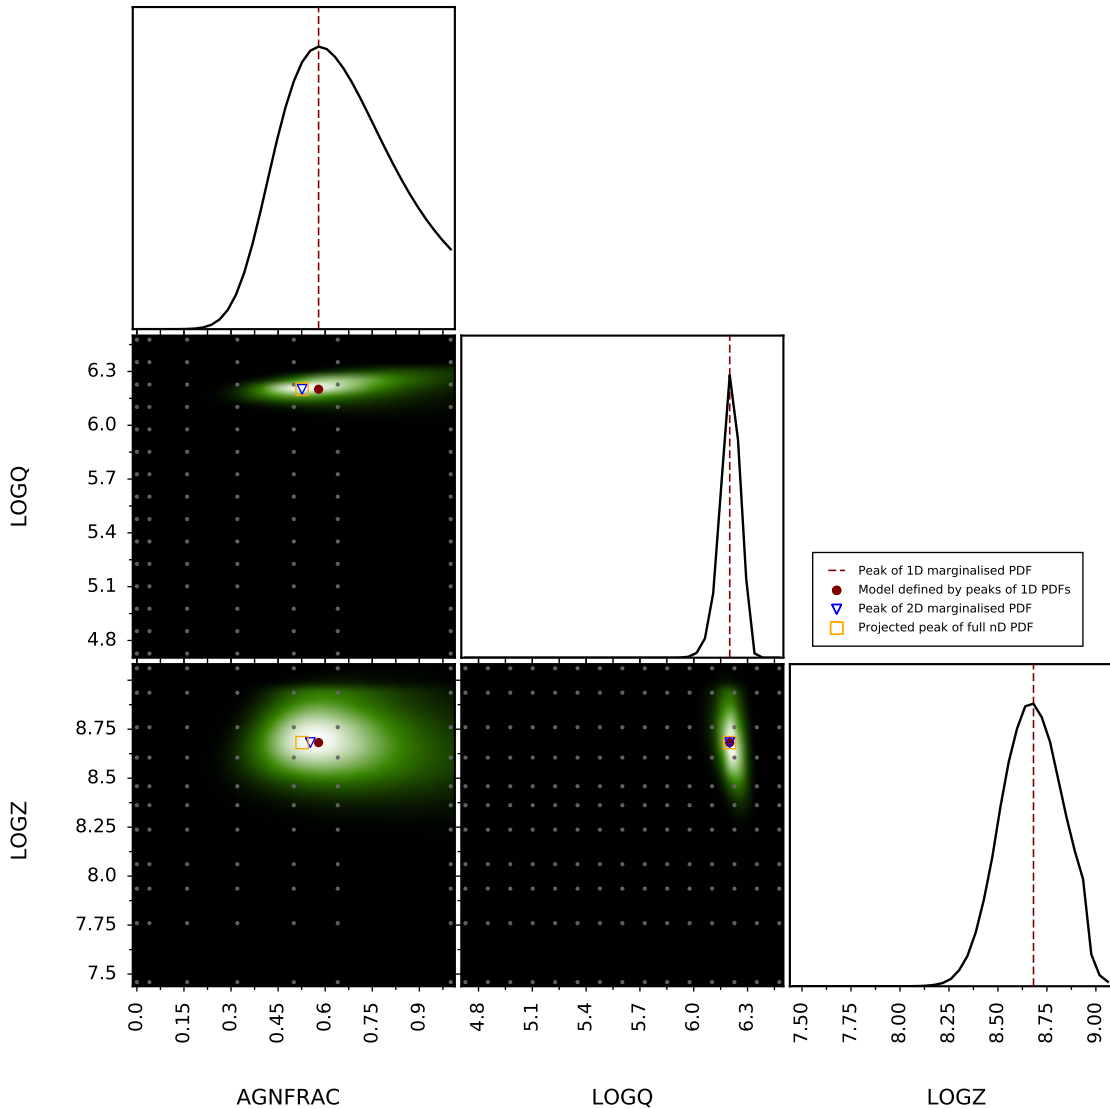 LOGQ
6.3
6.0
5.7
5.4
5.1
4.8
Peak of 1D marginalised PDF
Model defined by peaks of 1D PDFs
Peak of 2D marginalised PDF
Projected peak of full nD PDF
LOGZ
8.75
8.5
8.25
8.0
7.75
7.5
0.0 0.15 0.3 0.45 0.6 0.75 0.9
4.8 5.1 5.4 5.7 6.0 6.3
7.50 7.75 8.00 8.25 8.50 8.75 9.00
AGNFRAC LOGQ LOGZ